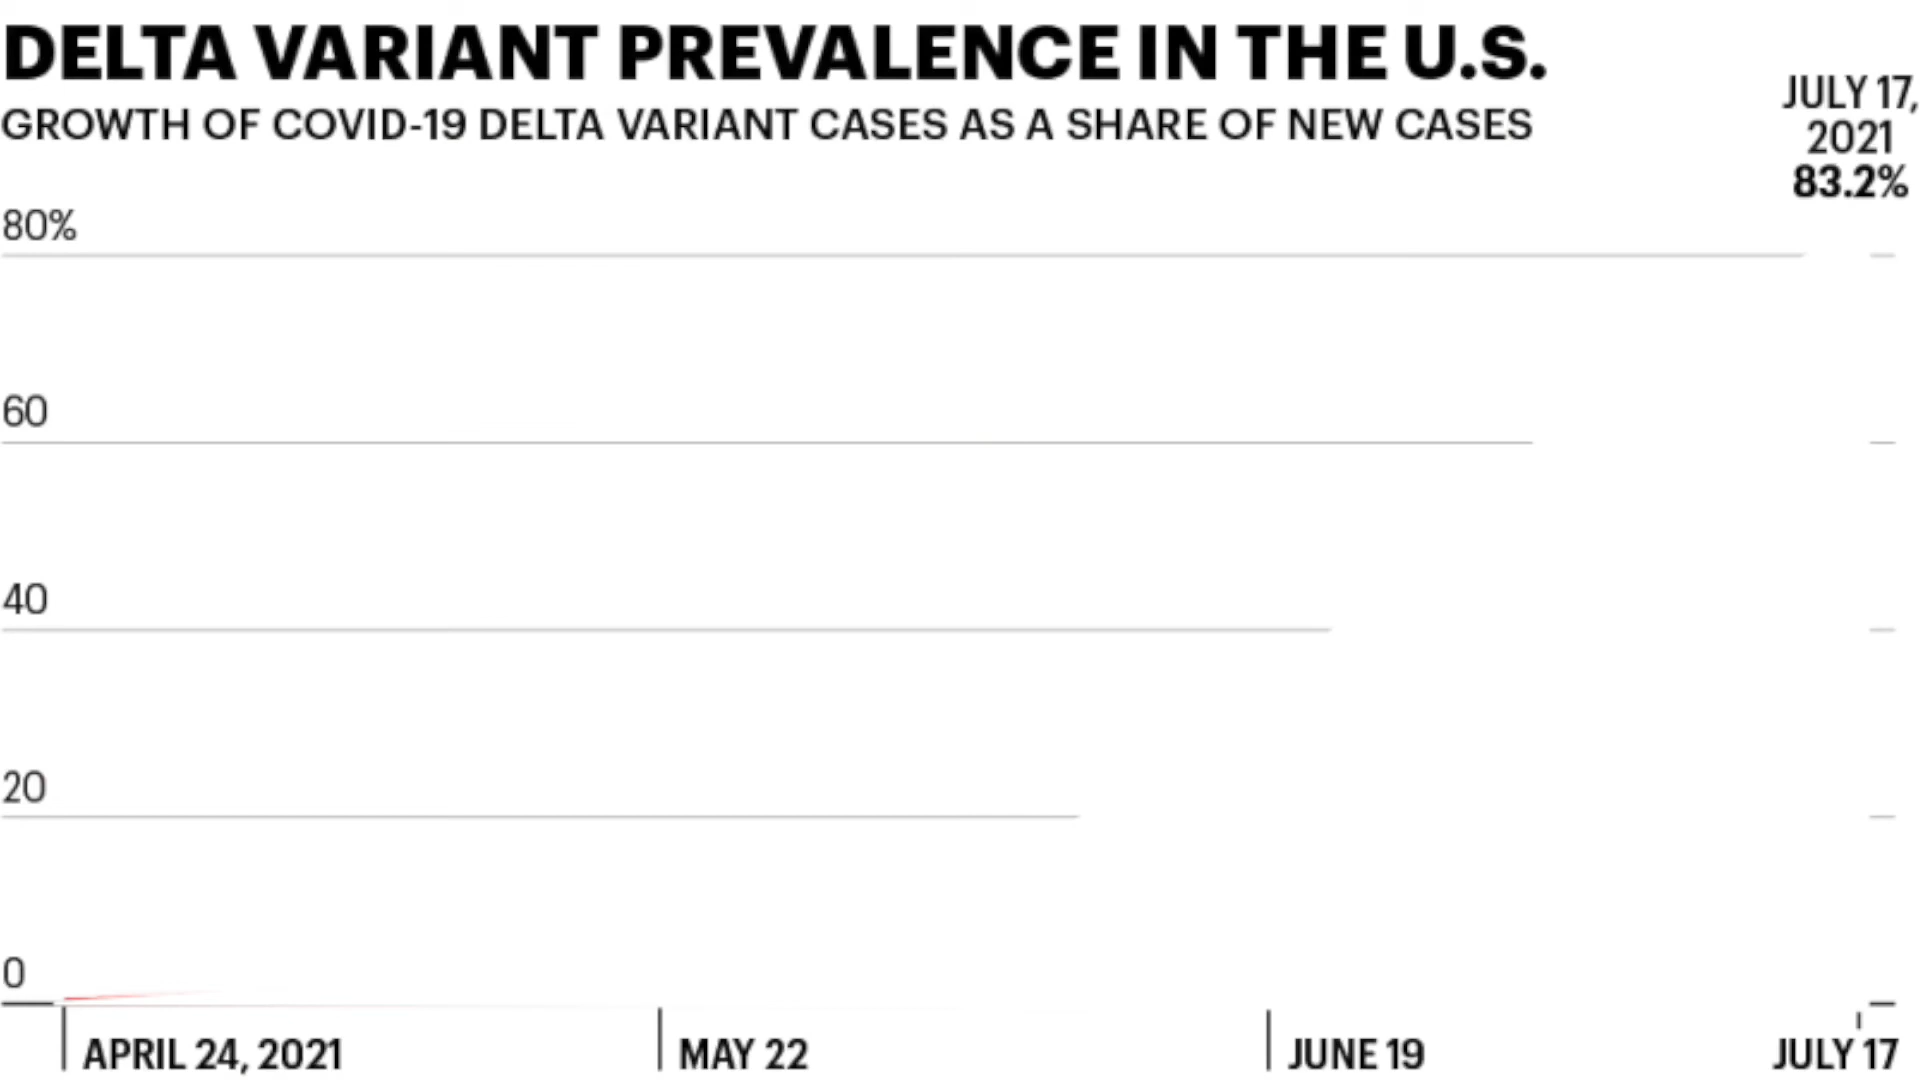 DELTA VARIANT PREVALENCE IN THE U.S.
GROWTH OF COVID-19 DELTA VARIANT CASES AS A SHARE OF NEW CASES
JULY 17,
2021
83.2%
80%
60
40
20
0
APRIL 24, 2021
MAY 22
JUNE 19
JULY 17